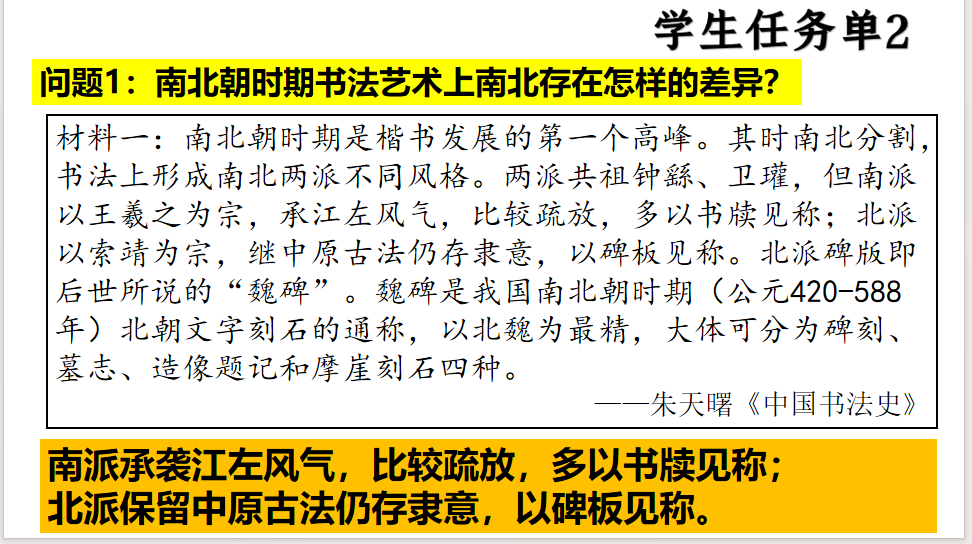 学生任务单2
问题1：南北朝时期书法艺术上南北存在怎样的差异？
材料一：南北朝时期是楷书发展的第一个高峰。其时南北分割，
书法上形成南北两派不同风格。两派共祖钟繇、卫瓘，但南派
以王羲之为宗，承江左风气，比较疏放，多以书牍见称；北派
以索靖为宗，继中原古法仍存隶意，以碑板见称。北派碑版即
后世所说的“魏碑”。魏碑是我国南北朝时期（公元420-588
年）北朝文字刻石的通称，以北魏为最精，大体可分为碑刻、
墓志、造像题记和摩崖刻石四种。
——朱天曙《中国书法史》
南派承袭江左风气，比较疏放，多以书牍见称；
北派保留中原古法仍存隶意，以碑板见称。